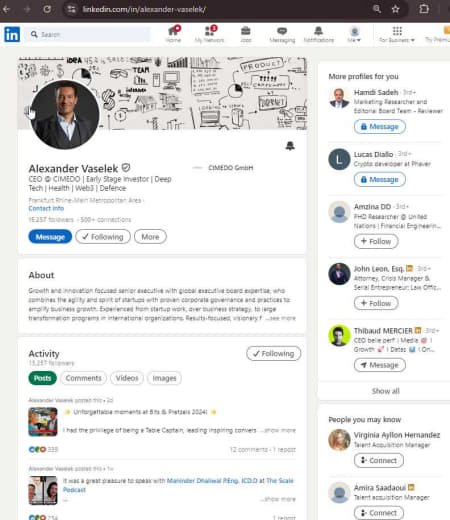 linkedin.com/in/alexander-vaselek/
in
Search
Home
My Network
Jobs
Messaging
Notifications
Me
For Business
Try Premi
IDEA
TEAM
PRODUCT
Alexander Vaselek
CIMEDO GmbH
CEO @ CIMEDO | Early Stage Investor | Deep
Tech | Health | Web3 | Defence
Frankfurt Rhine-Main Metropolitan Area ·
Contact info
15,257 followers · 500+ connections
Message
Following
More
About
Growth and innovation focused senior executive with global executive board expertise, who
combines the agility and spirit of startups with proven corporate governance and practices to
amplify business growth. Experienced from startup work, over business strategy, to large
transformation programs in international organizations. Results-focused, visionary f ...see more
Activity
15,257 followers
Following
Posts
Comments
Videos
Images
Alexander Vaselek posted this • 2d
Unforgettable moments at Bits & Pretzels 2024!
I had the privilege of being a Table Captain, leading inspiring convers ...show more
339
12 comments · 1 repost
Alexander Vaselek posted this • 1w
It was a great pleasure to speak with Maninder Dhaliwal P.Eng. ICD.D at The Scale
Podcast
...
...show more
254
1 repost
More profiles for you
Hamdi Sadeh · 3rd+
Marketing Researcher and
Editorial Board Team - Reviewer
Message
L
Lucas Diallo · 3rd+
Crypto developer at Phaver
Message
Amzina DD · 3rd+
PHD Researcher @ United
Nations | Financial Engineerin...
+ Follow
John Leon, Esq. in · 3rd+
Attorney, Crisis Manager &
Serial Entrepreneur; Law Offic...
+ Follow
Thibaud MERCIER in · 3rd+
CEO belle perf | Media | I
Growth | Datas | On...
Message
Show all
People you may know
Virginia Ayllon Hernandez
Talent Acquisition Manager
Connect
Amira Saadaoui in
Talent acquisition Manager
Connect